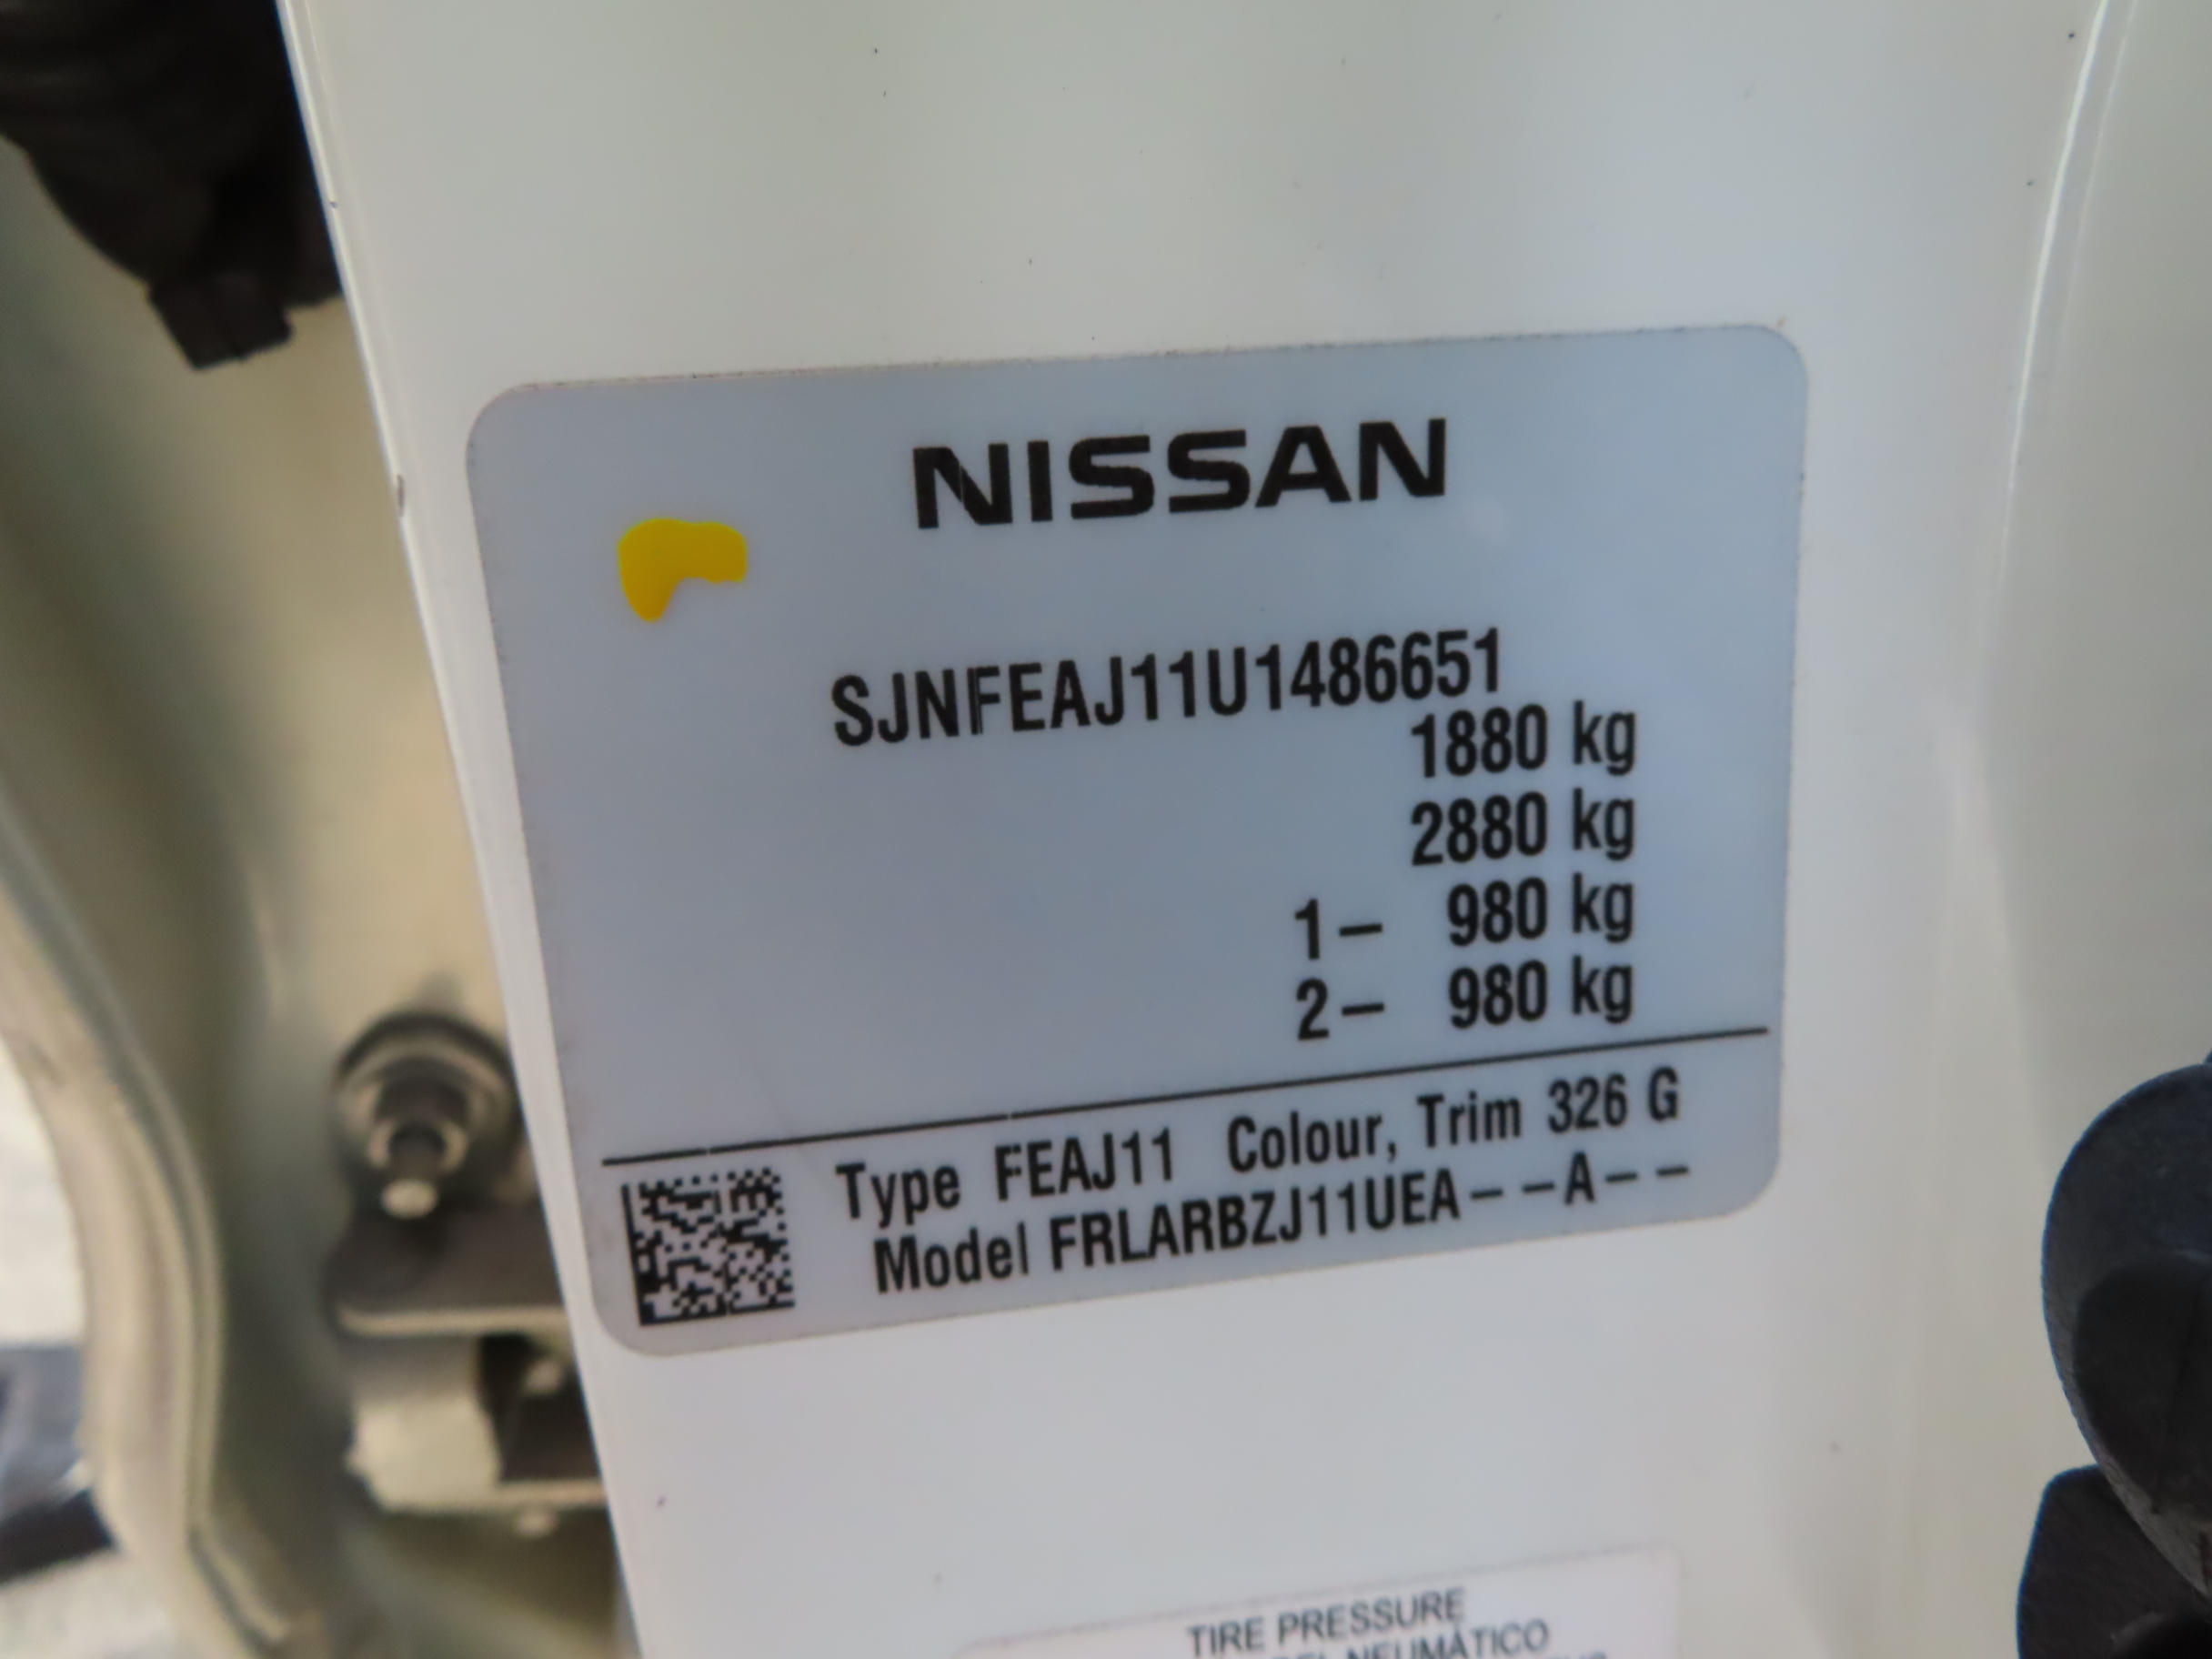 NISSAN
SJNFEAJ11U1486651
1880 kg
2880 kg
1– 980 kg
2– 980 kg
Type FEAJ11 Colour, Trim 326 G
Model FRLARBZJ11UEA– –A– –
TIRE PRESSURE
NEUMÁTICO